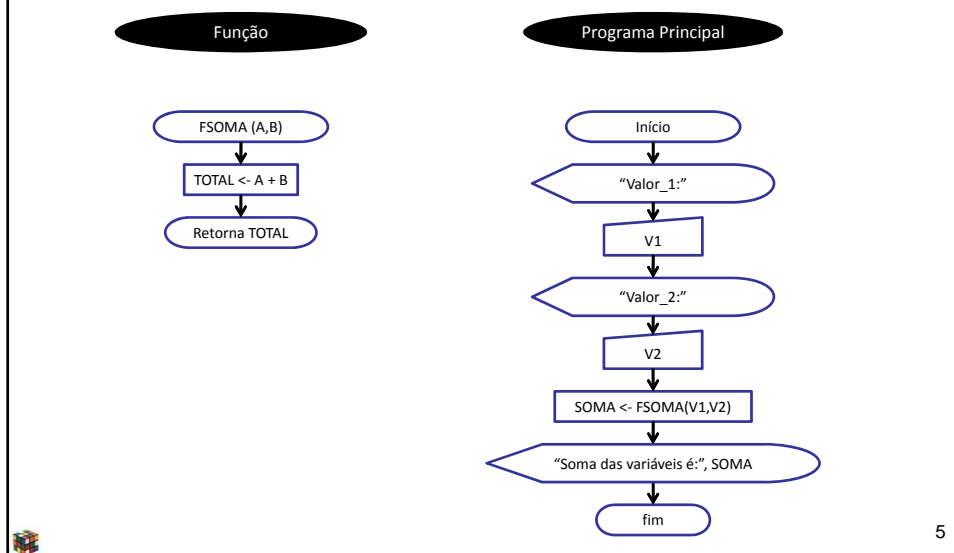 Função
FSOMA (A,B)
TOTAL <- A + B
Retorna TOTAL
Programa Principal
Início
“Valor_1:”
V1
“Valor_2:”
V2
SOMA <- FSOMA(V1,V2)
“Soma das variáveis é:”, SOMA
fim
5